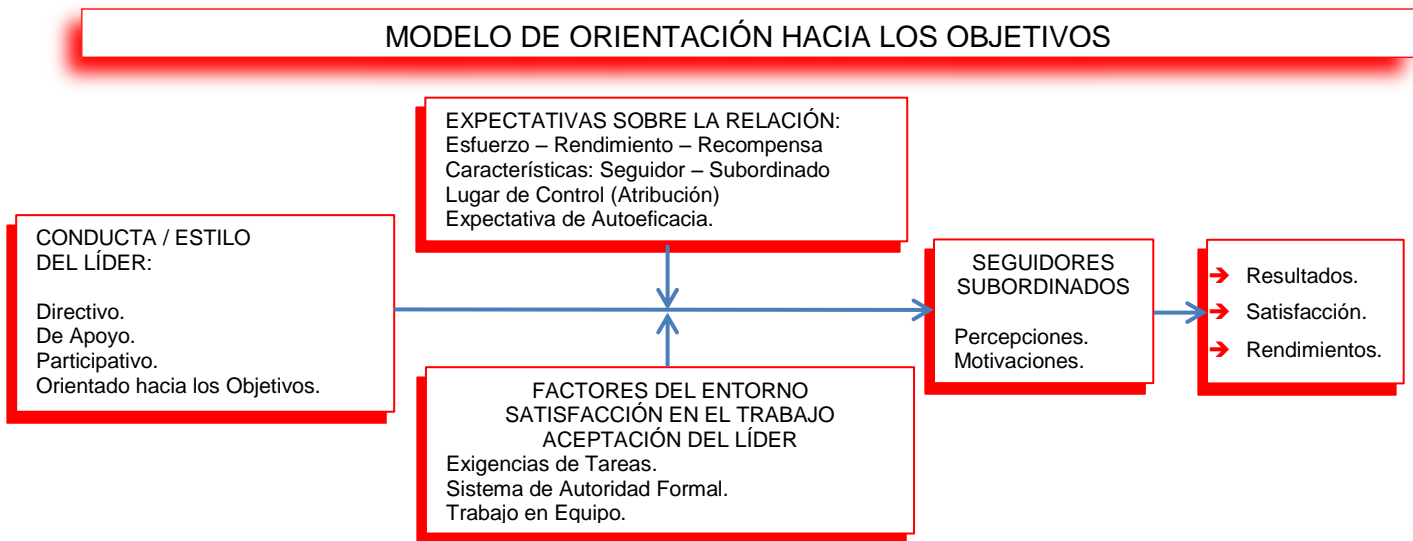 MODELO DE ORIENTACIÓN HACIA LOS OBJETIVOS
EXPECTATIVAS SOBRE LA RELACIÓN:
Esfuerzo – Rendimiento – Recompensa
Características: Seguidor – Subordinado
Lugar de Control (Atribución)
Expectativa de Autoeficacia.
CONDUCTA / ESTILO
DEL LÍDER:
Directivo.
De Apoyo.
Participativo.
Orientado hacia los Objetivos.
FACTORES DEL ENTORNO
SATISFACCIÓN EN EL TRABAJO
ACEPTACIÓN DEL LÍDER
Exigencias de Tareas.
Sistema de Autoridad Formal.
Trabajo en Equipo.
SEGUIDORES
SUBORDINADOS
Percepciones.
Motivaciones.
Resultados.
Satisfacción.
Rendimientos.